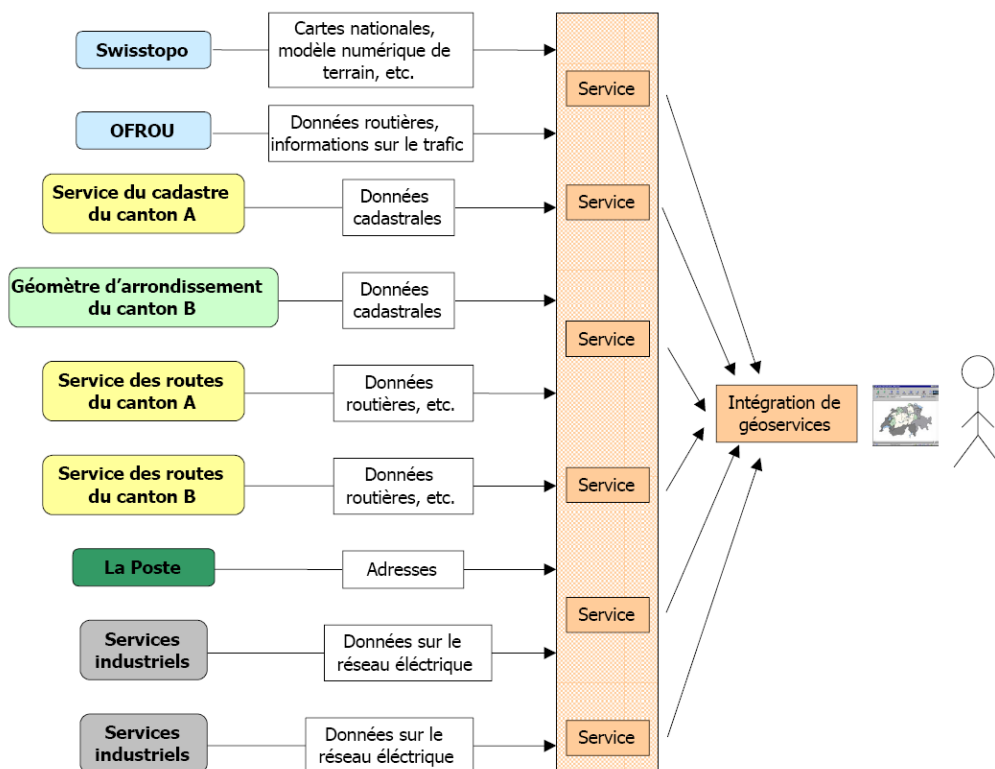 Swisstopo
Cartes nationales,
modèle numérique de
terrain, etc.
Service
OFROU
Données routières,
informations sur le trafic
Service du cadastre
du canton A
Données
cadastrales
Service
Géomètre d'arrondissement
du canton B
Données
cadastrales
Service
Service des routes
du canton A
Données
routières, etc.
Intégration de
géoservices
Service des routes
du canton B
Données
routières, etc.
Service
La Poste
Adresses
Service
Services
industriels
Données sur le
réseau éléctrique
Services
industriels
Données sur le
réseau éléctrique
Service